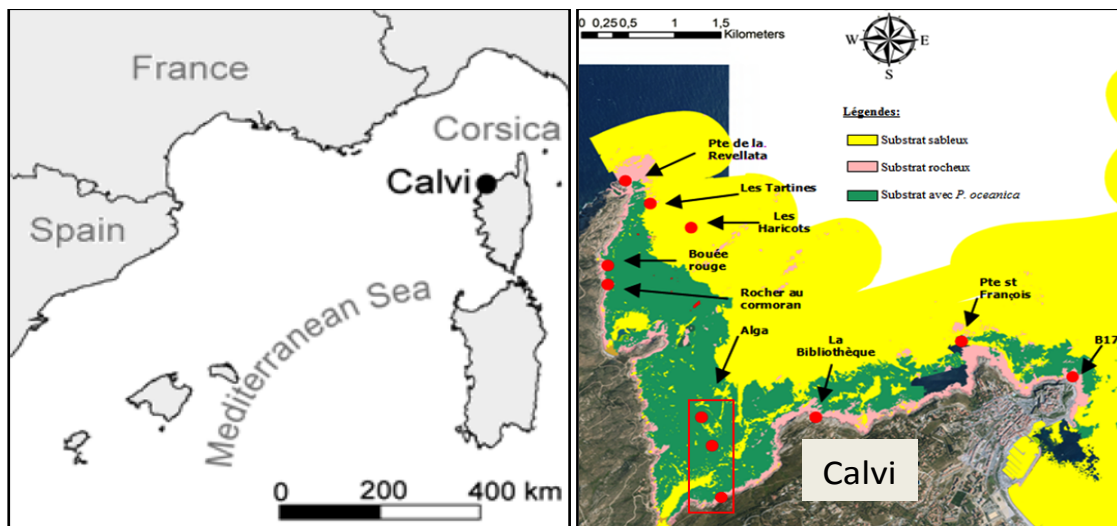 France
Corsica
Calvi
Spain
Mediterranean Sea
0 200 400 km
0 0,25 0,5 1 1,5
Kilometers
N
W E
S
Légendes:
Substrat sableux
Substrat rocheux
Substrat avec P. oceanica
Pte de la.
Revellata
Les Tartines
Les
Haricots
Bouée
rouge
Rocher au
cormoran
Alga
La
Bibliothèque
Pte st
François
B17
Calvi